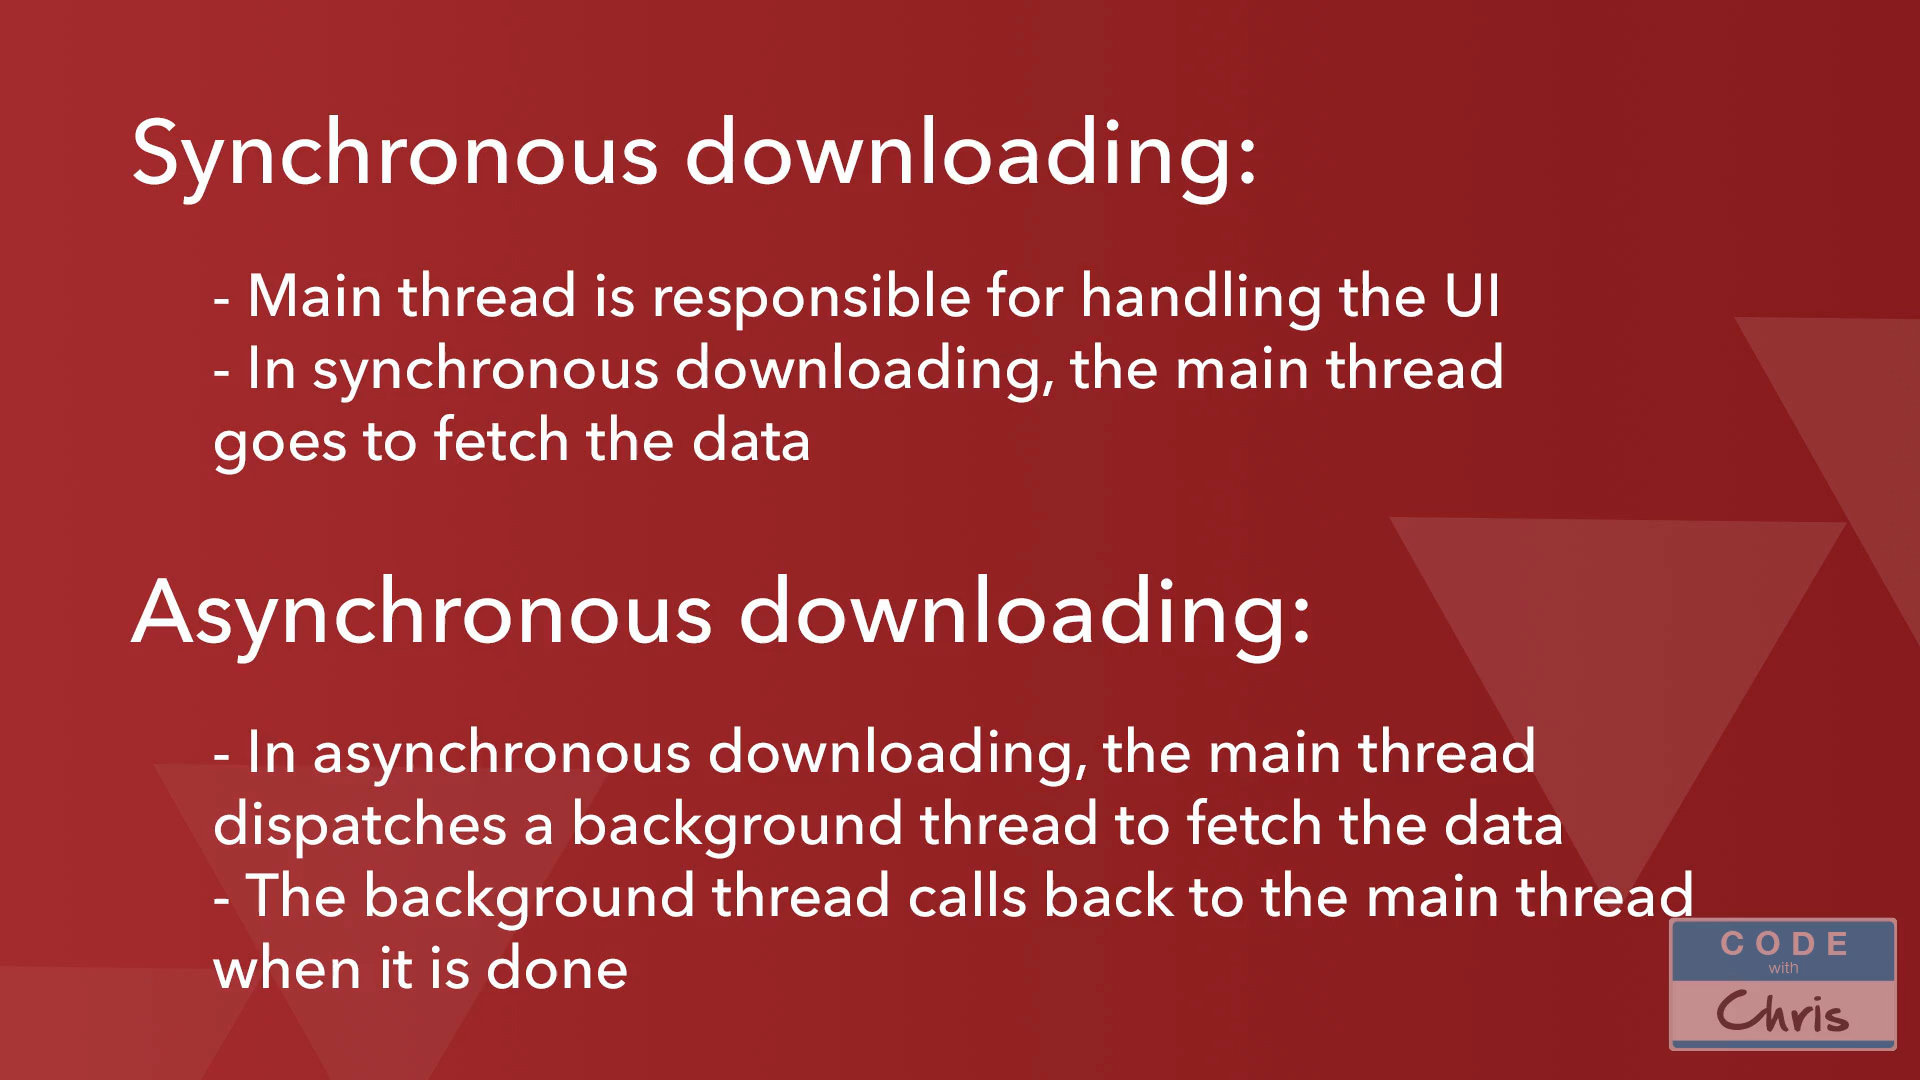 Synchronous downloading:
- Main thread is responsible for handling the UI
- In synchronous downloading, the main thread
goes to fetch the data
Asynchronous downloading:
- In asynchronous downloading, the main thread
dispatches a background thread to fetch the data
- The background thread calls back to the main thread
when it is done
CODE
with
Chris